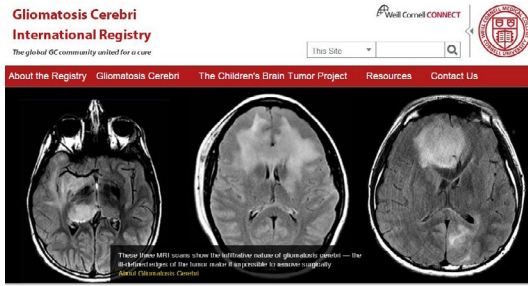 Gliomatosis Cerebri
International Registry
The global GC community united for a cure
Weill Cornell CONNECT
This Site
About the Registry Gliomatosis Cerebri The Children's Brain Tumor Project Resources Contact Us
These three MRI scans show the infiltrative nature of gliomatosis cerebri — the
ill-defined edges of the tumor make it impossible to remove surgically
About Gliomatosis Cerebri